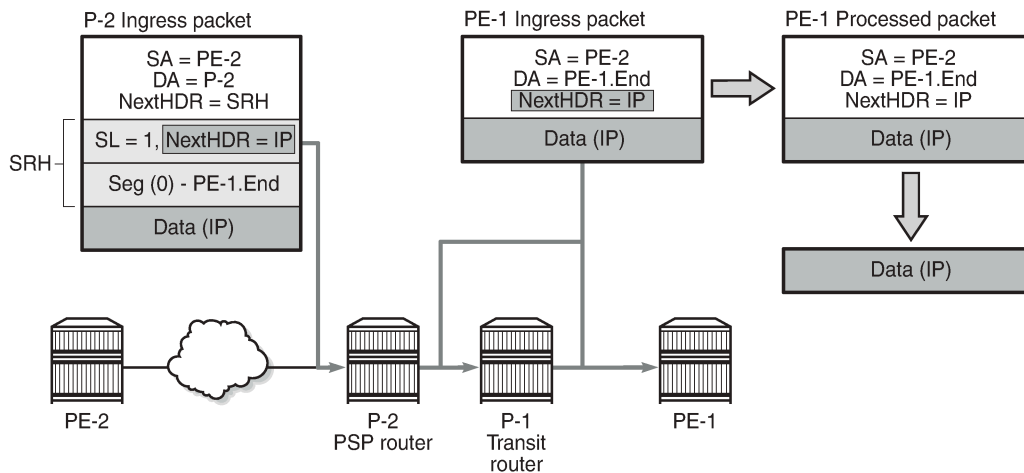 P-2 Ingress packet
SA = PE-2
DA = P-2
NextHDR = SRH
SRH
SL = 1, NextHDR = IP
Seg (0) - PE-1.End
Data (IP)
PE-1 Ingress packet
SA = PE-2
DA = PE-1.End
NextHDR = IP
Data (IP)
PE-1 Processed packet
SA = PE-2
DA = PE-1.End
NextHDR = IP
Data (IP)
Data (IP)
PE-2
P-2
PSP router
P-1
Transit
router
PE-1